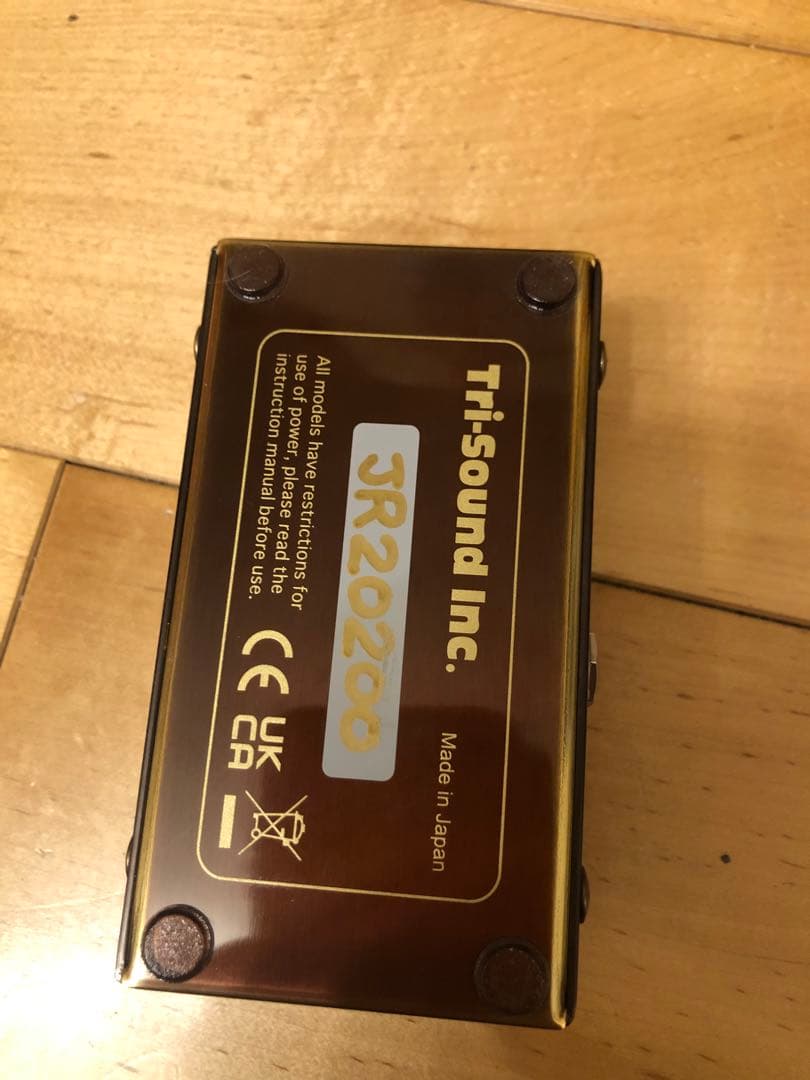 Tri-Sound Inc.
Made in Japan
JR20200
All models have restrictions for
use of power, please read the
instruction manual before use.
CE
UK
CA